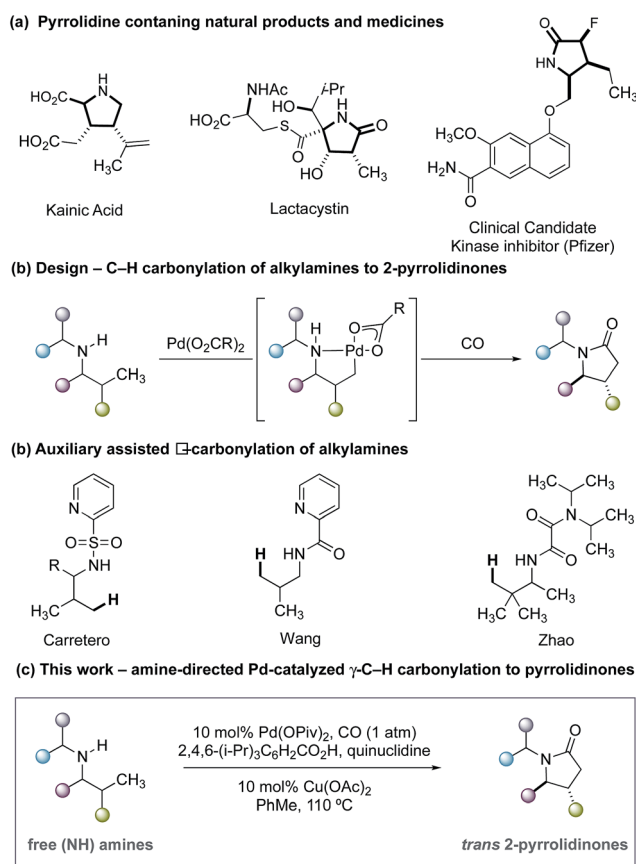 (a) Pyrrolidine contaning natural products and medicines
H
N
HO₂C
HO₂C
H₃C
Kainic Acid
NHAc
i-Pr
HO
H
N
O
HO₂C
S
O
HO
CH₃
Lactacystin
O
F
HN
CH₃
O
H₃CO
H₂N
O
Clinical Candidate
Kinase inhibitor (Pfizer)
(b) Design – C–H carbonylation of alkylamines to 2-pyrrolidinones
N
H
CH₃
Pd(O₂CR)₂
R
H
O
N
Pd
O
CO
O
N
(b) Auxiliary assisted □-carbonylation of alkylamines
N
O=S=O
R
NH
H₃C
H
Carretero
N
H
HN
O
CH₃
Wang
H₃C
CH₃
O
N
CH₃
CH₃
H
HN
O
CH₃
H₃C
CH₃
Zhao
(c) This work – amine-directed Pd-catalyzed γ-C–H carbonylation to pyrrolidinones
N
H
CH₃
free (NH) amines
10 mol% Pd(OPiv)₂, CO (1 atm)
2,4,6-(i-Pr)₃C₆H₂CO₂H, quinuclidine
10 mol% Cu(OAc)₂
PhMe, 110 ºC
O
N
trans 2-pyrrolidinones